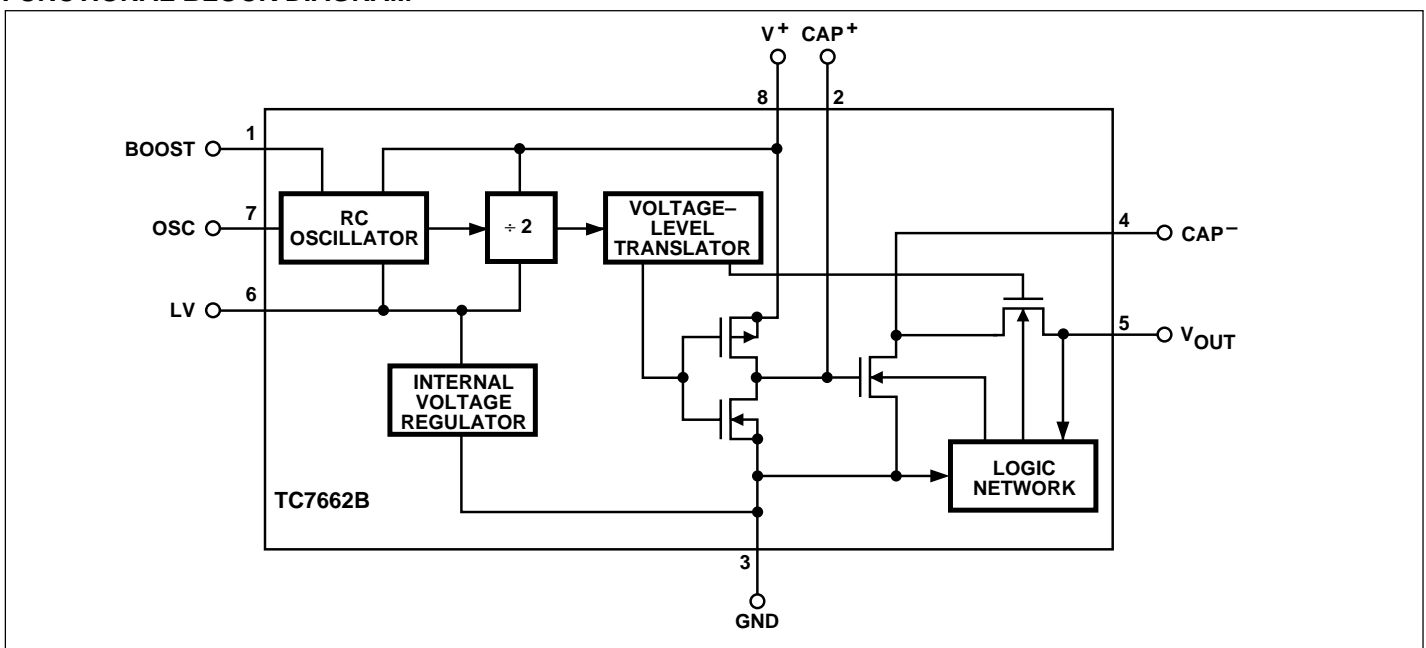 V+ CAP+
8 2
1
BOOST
7
OSC
RC
OSCILLATOR
÷ 2
VOLTAGE–
LEVEL
TRANSLATOR
4
CAP–
6
LV
5
VOUT
INTERNAL
VOLTAGE
REGULATOR
LOGIC
NETWORK
TC7662B
3
GND